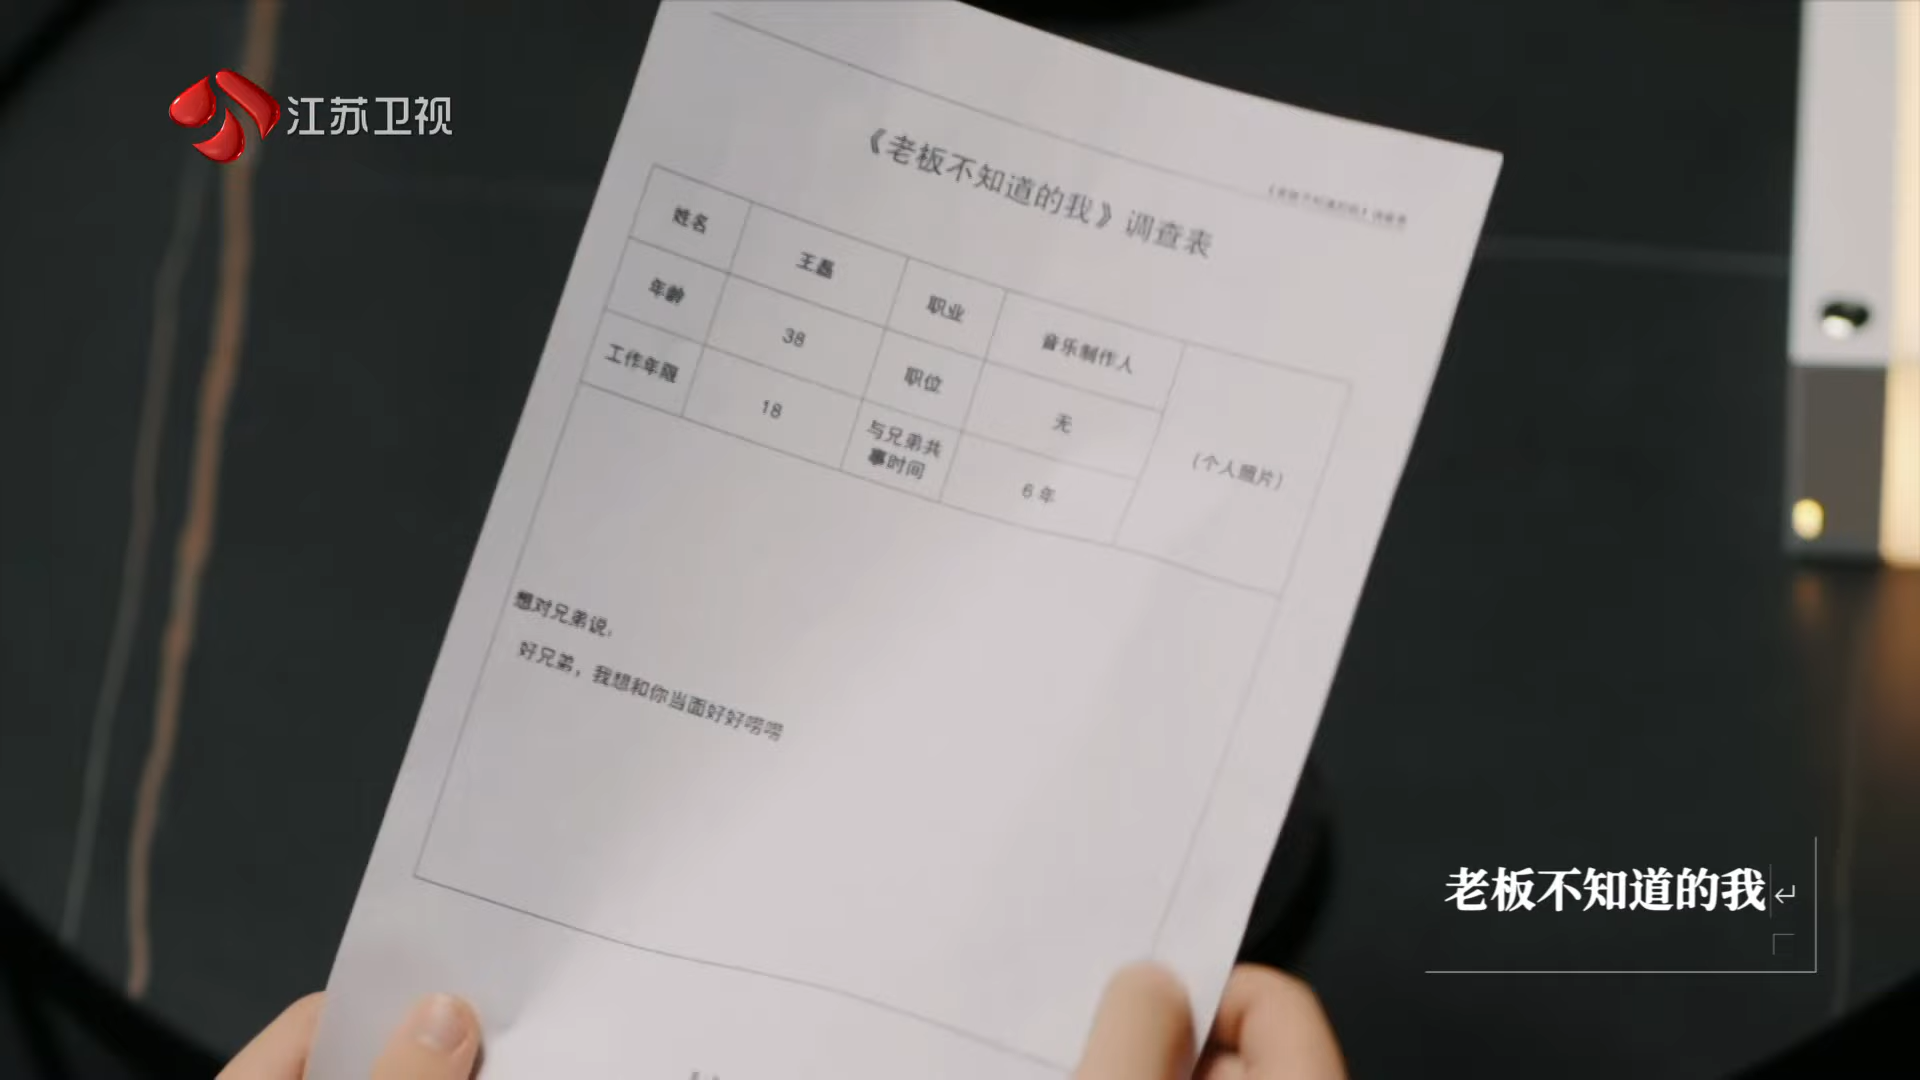 江苏卫视
《老板不知道的我》调查表
姓名 王磊 职业 音乐制作人 (个人照片)
年龄 38 职位 无
工作年限 18 与兄弟共事时间 6 年
想对兄弟说:
好兄弟，我想和你当面好好唠唠
老板不知道的我